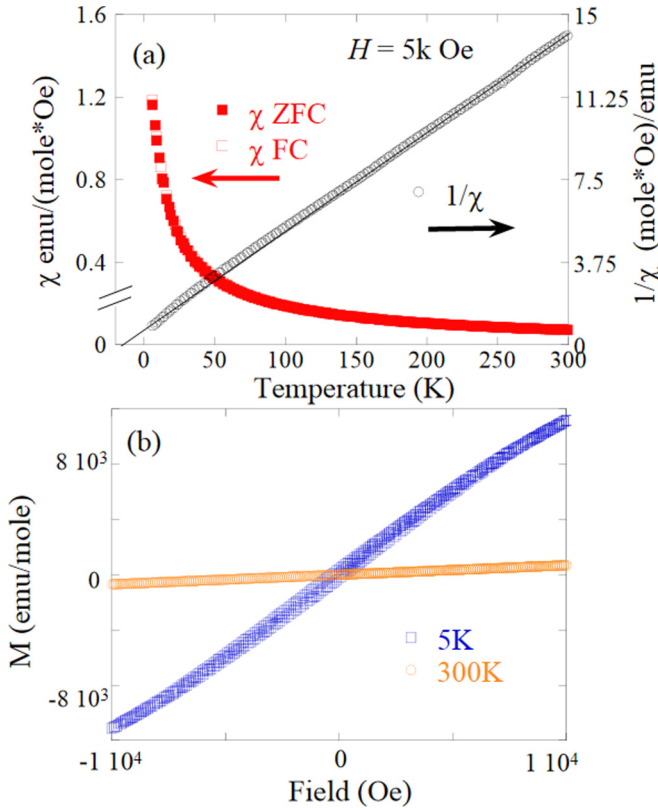 (a)
H = 5k Oe
χ ZFC
χ FC
1/χ
χ emu/(mole*Oe)
1.6
1.2
0.8
0.4
0
15
11.25
7.5
3.75
0
1/χ (mole*Oe)/emu
0 50 100 150 200 250 300
Temperature (K)
(b)
M (emu/mole)
8 10³
0
-8 10³
5K
300K
-1 10⁴ 0 1 10⁴
Field (Oe)